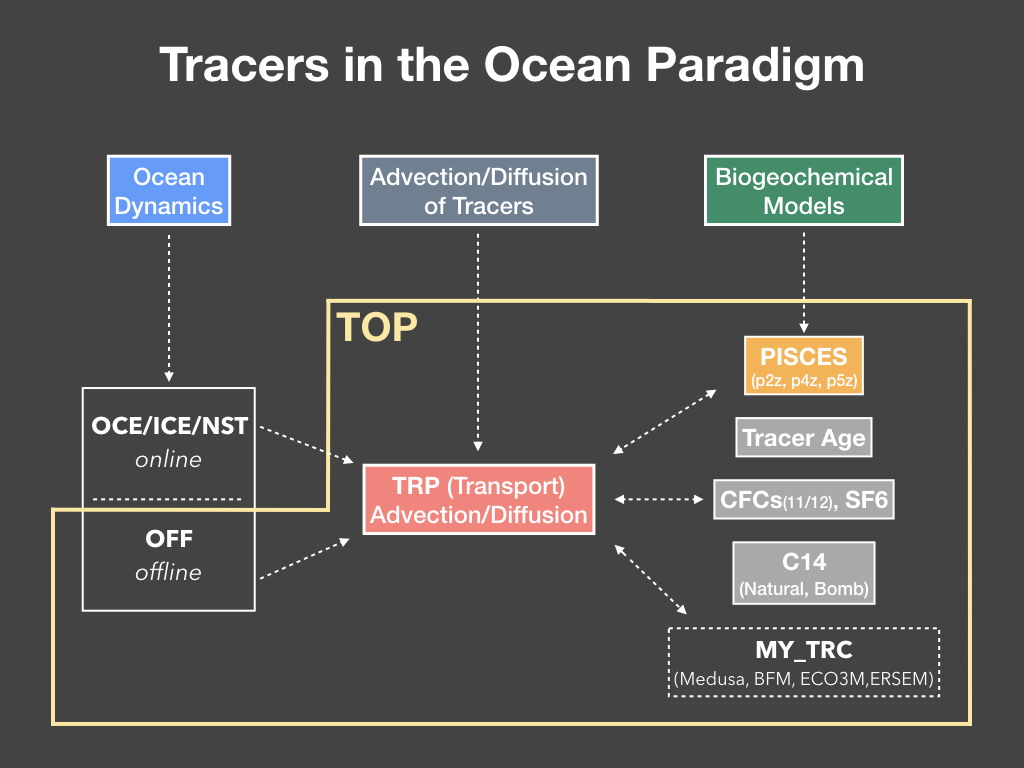 Tracers in the Ocean Paradigm
Ocean
Dynamics
Advection/Diffusion
of Tracers
Biogeochemical
Models
TOP
OCE/ICE/NST
online
OFF
offline
TRP (Transport)
Advection/Diffusion
PISCES
(p2z, p4z, p5z)
Tracer Age
CFCs(11/12), SF6
C14
(Natural, Bomb)
MY_TRC
(Medusa, BFM, ECO3M,ERSEM)